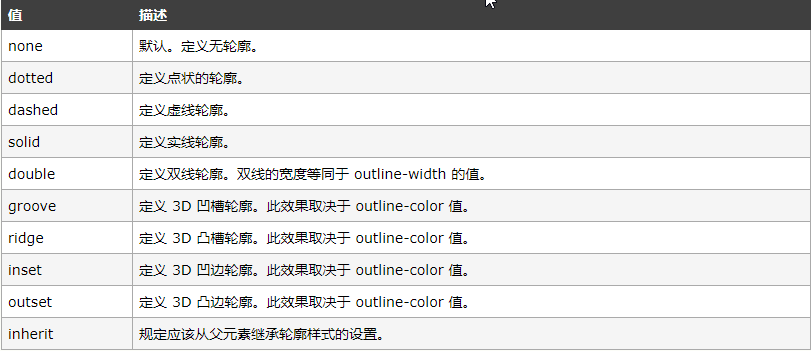 值 描述
none 默认。定义无轮廓。
dotted 定义点状的轮廓。
dashed 定义虚线轮廓。
solid 定义实线轮廓。
double 定义双线轮廓。双线的宽度等同于 outline-width 的值。
groove 定义 3D 凹槽轮廓。此效果取决于 outline-color 值。
ridge 定义 3D 凸槽轮廓。此效果取决于 outline-color 值。
inset 定义 3D 凹边轮廓。此效果取决于 outline-color 值。
outset 定义 3D 凸边轮廓。此效果取决于 outline-color 值。
inherit 规定应该从父元素继承轮廓样式的设置。